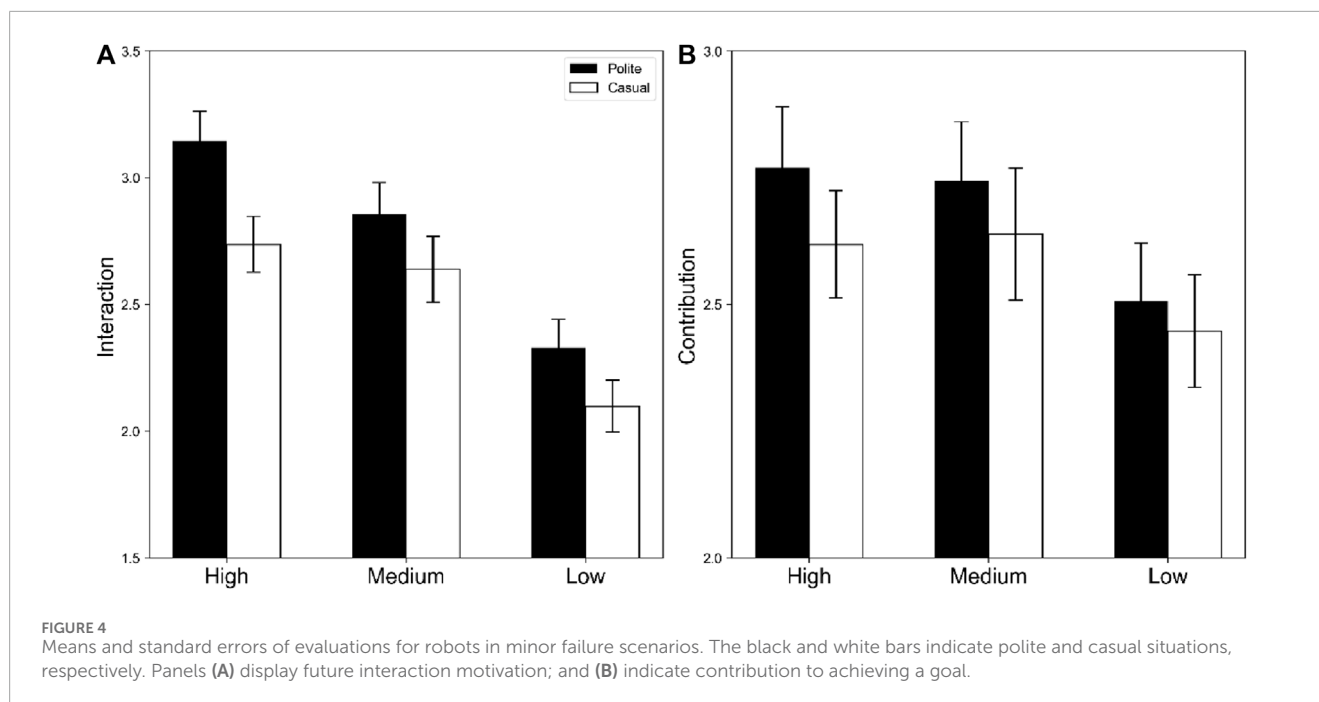 A
3.5
3.0
2.5
2.0
1.5
Interaction
Polite
Casual
High
Medium
Low
B
3.0
2.5
2.0
Contribution
High
Medium
Low
FIGURE 4
Means and standard errors of evaluations for robots in minor failure scenarios. The black and white bars indicate polite and casual situations,
respectively. Panels (A) display future interaction motivation; and (B) indicate contribution to achieving a goal.